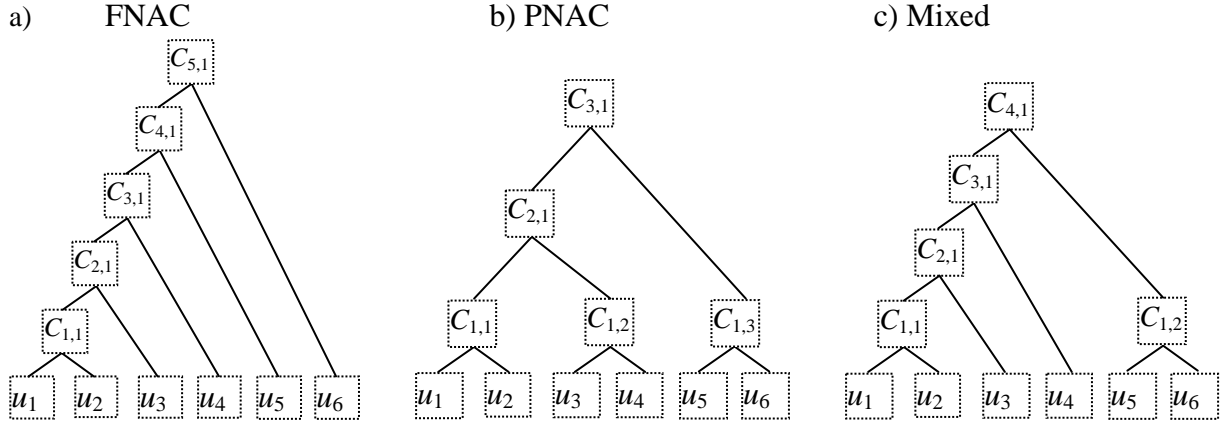 a) FNAC
b) PNAC
c) Mixed
C5,1
C4,1
C3,1
C2,1
C1,1
u1 u2 u3 u4 u5 u6
C3,1
C2,1
C1,1 C1,2 C1,3
u1 u2 u3 u4 u5 u6
C4,1
C3,1
C2,1
C1,1 C1,2
u1 u2 u3 u4 u5 u6